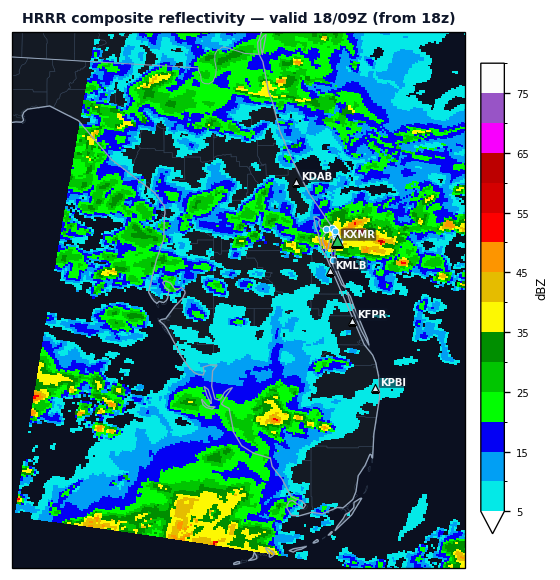 HRRR composite reflectivity — valid 18/09Z (from 18z)
KDAB
KXMR
KMLB
KFPR
KPBI
75
65
55
45
35
25
15
5
dBZ